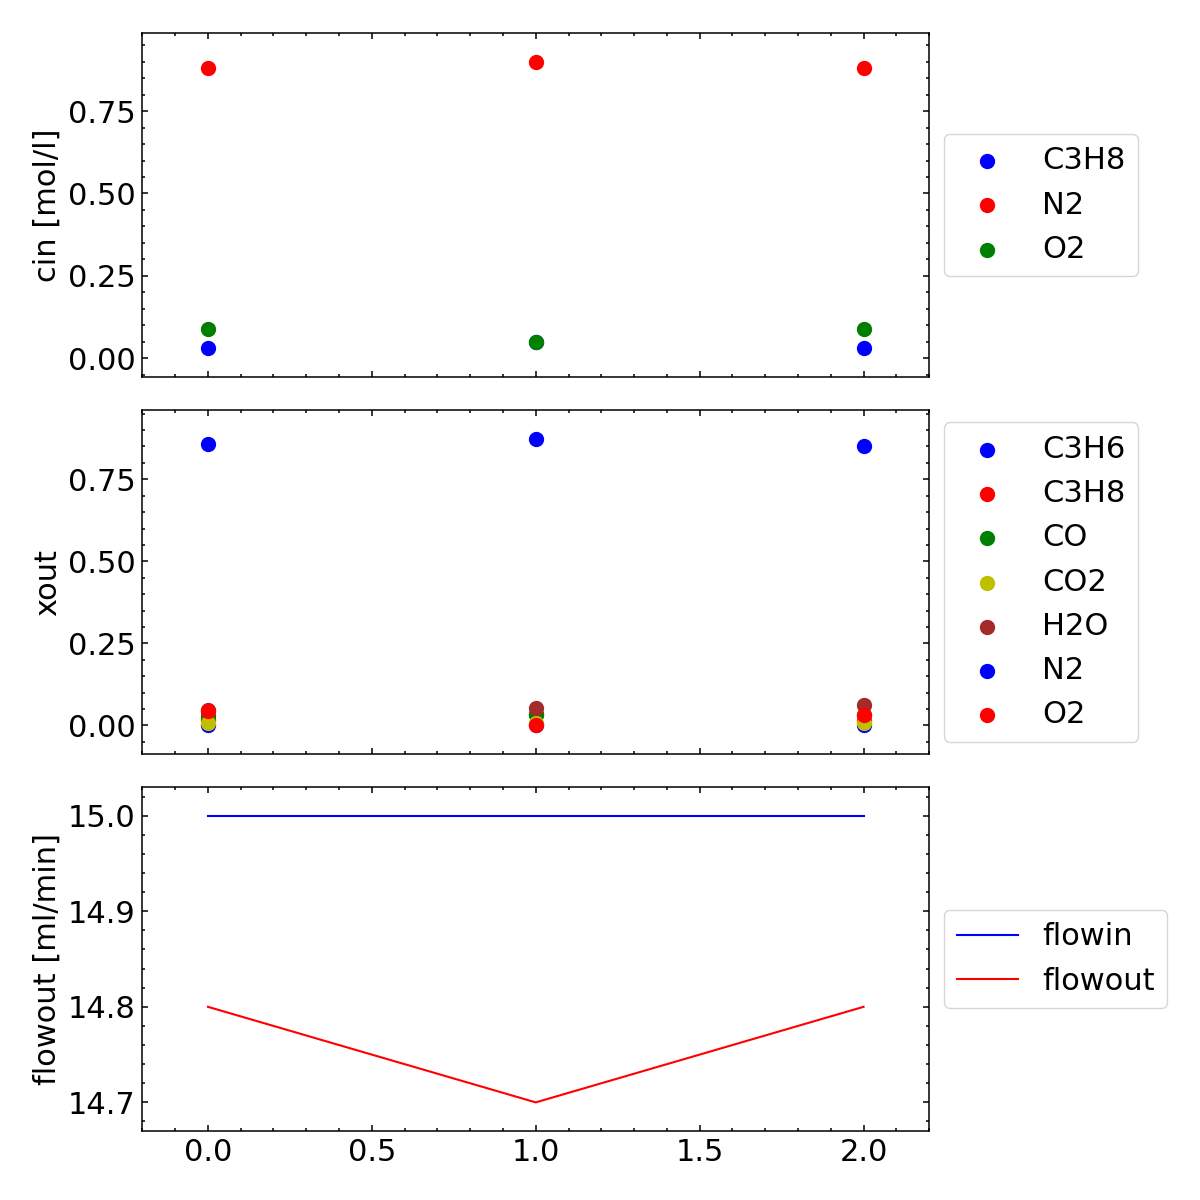 cin [mol/l]
0.75
0.50
0.25
0.00
C3H8
N2
O2
xout
0.75
0.50
0.25
0.00
C3H6
C3H8
CO
CO2
H2O
N2
O2
flowout [ml/min]
15.0
14.9
14.8
14.7
0.0 0.5 1.0 1.5 2.0
flowin
flowout